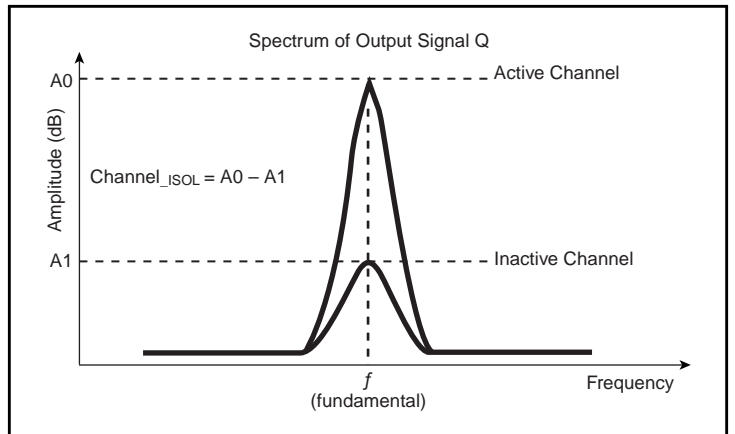 Spectrum of Output Signal Q
A0
Active Channel
Amplitude (dB)
Channel_ISOL = A0 – A1
A1
Inactive Channel
f
(fundamental)
Frequency